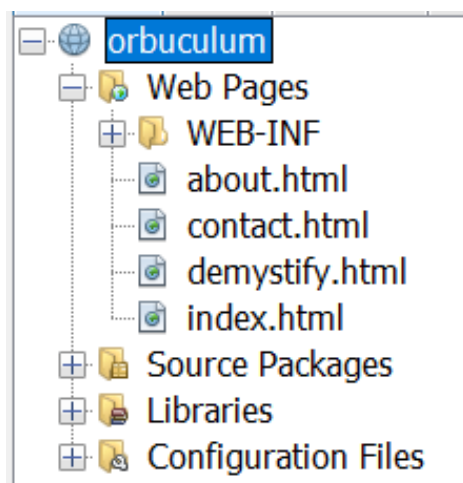 orbuculum
Web Pages
WEB-INF
about.html
contact.html
demystify.html
index.html
Source Packages
Libraries
Configuration Files